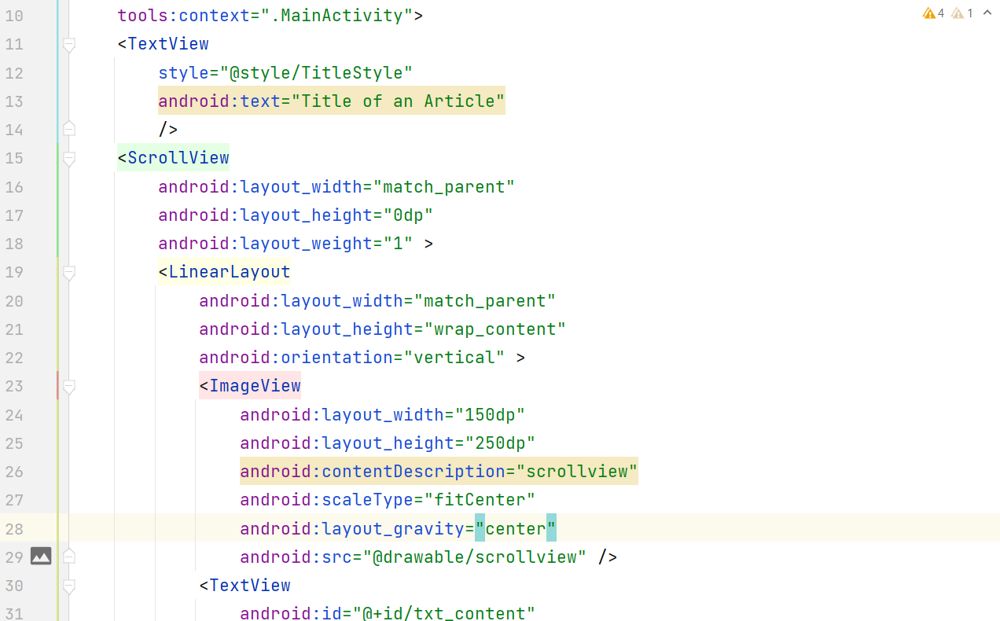 10 tools:context=".MainActivity"> 4 1
11 <TextView
12 style="@style/TitleStyle"
13 android:text="Title of an Article"
14 />
15 <ScrollView
16 android:layout_width="match_parent"
17 android:layout_height="0dp"
18 android:layout_weight="1" >
19 <LinearLayout
20 android:layout_width="match_parent"
21 android:layout_height="wrap_content"
22 android:orientation="vertical" >
23 <ImageView
24 android:layout_width="150dp"
25 android:layout_height="250dp"
26 android:contentDescription="scrollview"
27 android:scaleType="fitCenter"
28 android:layout_gravity="center"
29 android:src="@drawable/scrollview" />
30 <TextView
31 android:id="@+id/txt_content"